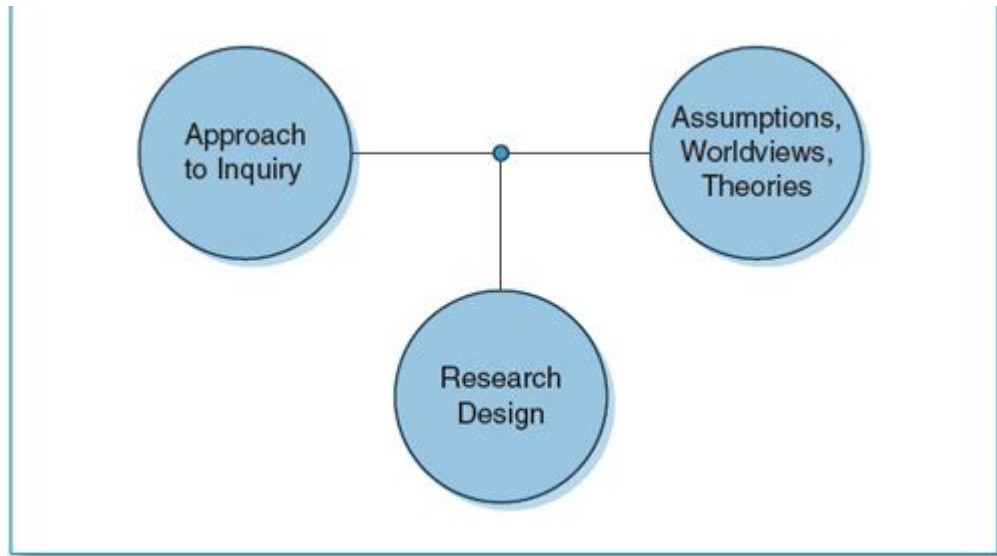 Approach
to Inquiry
Assumptions,
Worldviews,
Theories
Research
Design